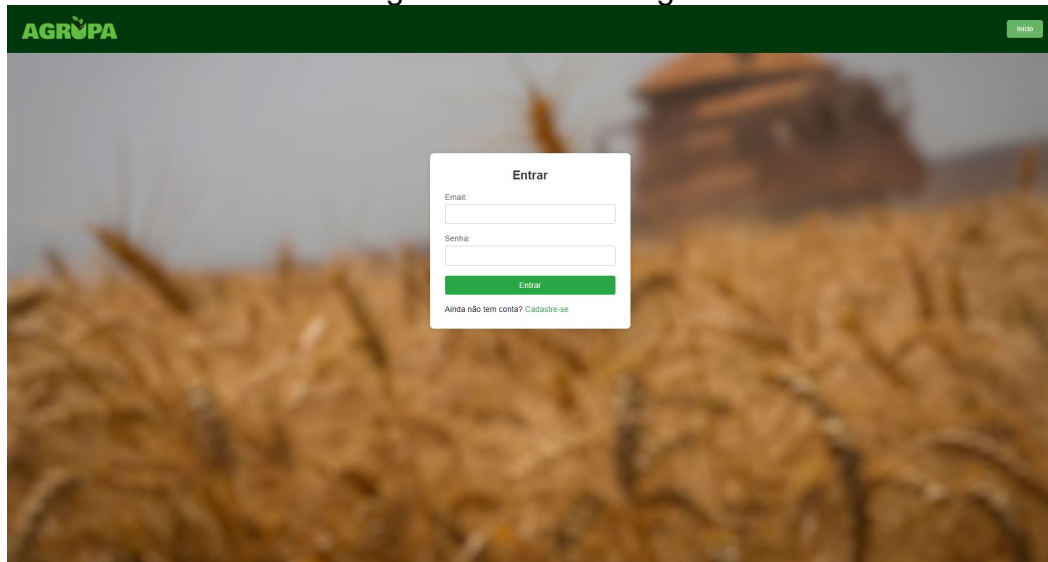 AGRUPA
Início
Entrar
Email:
Senha:
Entrar
Ainda não tem conta? Cadastre-se